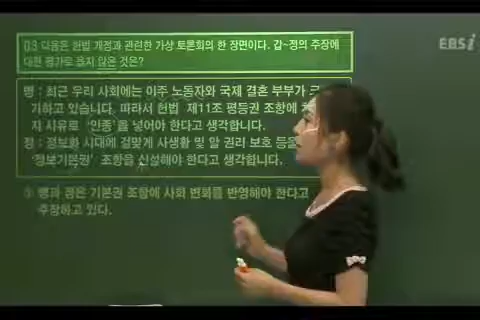 03 다음은 헌법 개정과 관련한 가상 토론회의 한 장면이다. 갑~정의 주장에
대한 평가로 옳지 않은 것은?
EBSi
병 : 최근 우리 사회에는 이주 노동자와 국제 결혼 부부가
가하고 있습니다. 따라서 헌법 제11조 평등권 조항에
지 사유로 '인종'을 넣어야 한다고 생각합니다.
정 : 정보화 시대에 걸맞게 사생활 및 알 권리 보호 등을
'정보기본권' 조항을 신설해야 한다고 생각합니다.
병과 정은 기본권 조항에 사회 변화를 반영해야 한다고
주장하고 있다.